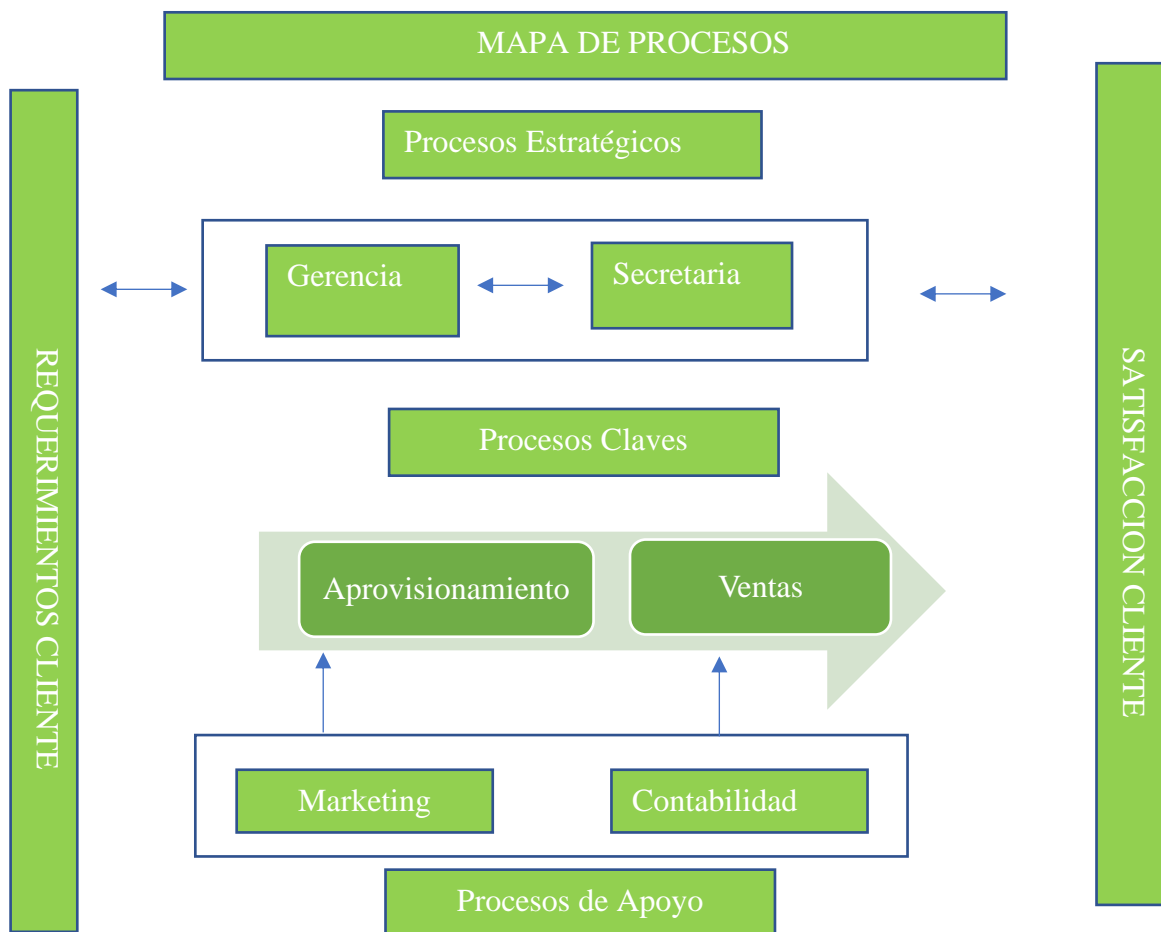 MAPA DE PROCESOS
Procesos Estratégicos
Gerencia
Secretaria
REQUERIMIENTOS CLIENTE
SATISFACCION CLIENTE
Procesos Claves
Aprovisionamiento
Ventas
Marketing
Contabilidad
Procesos de Apoyo